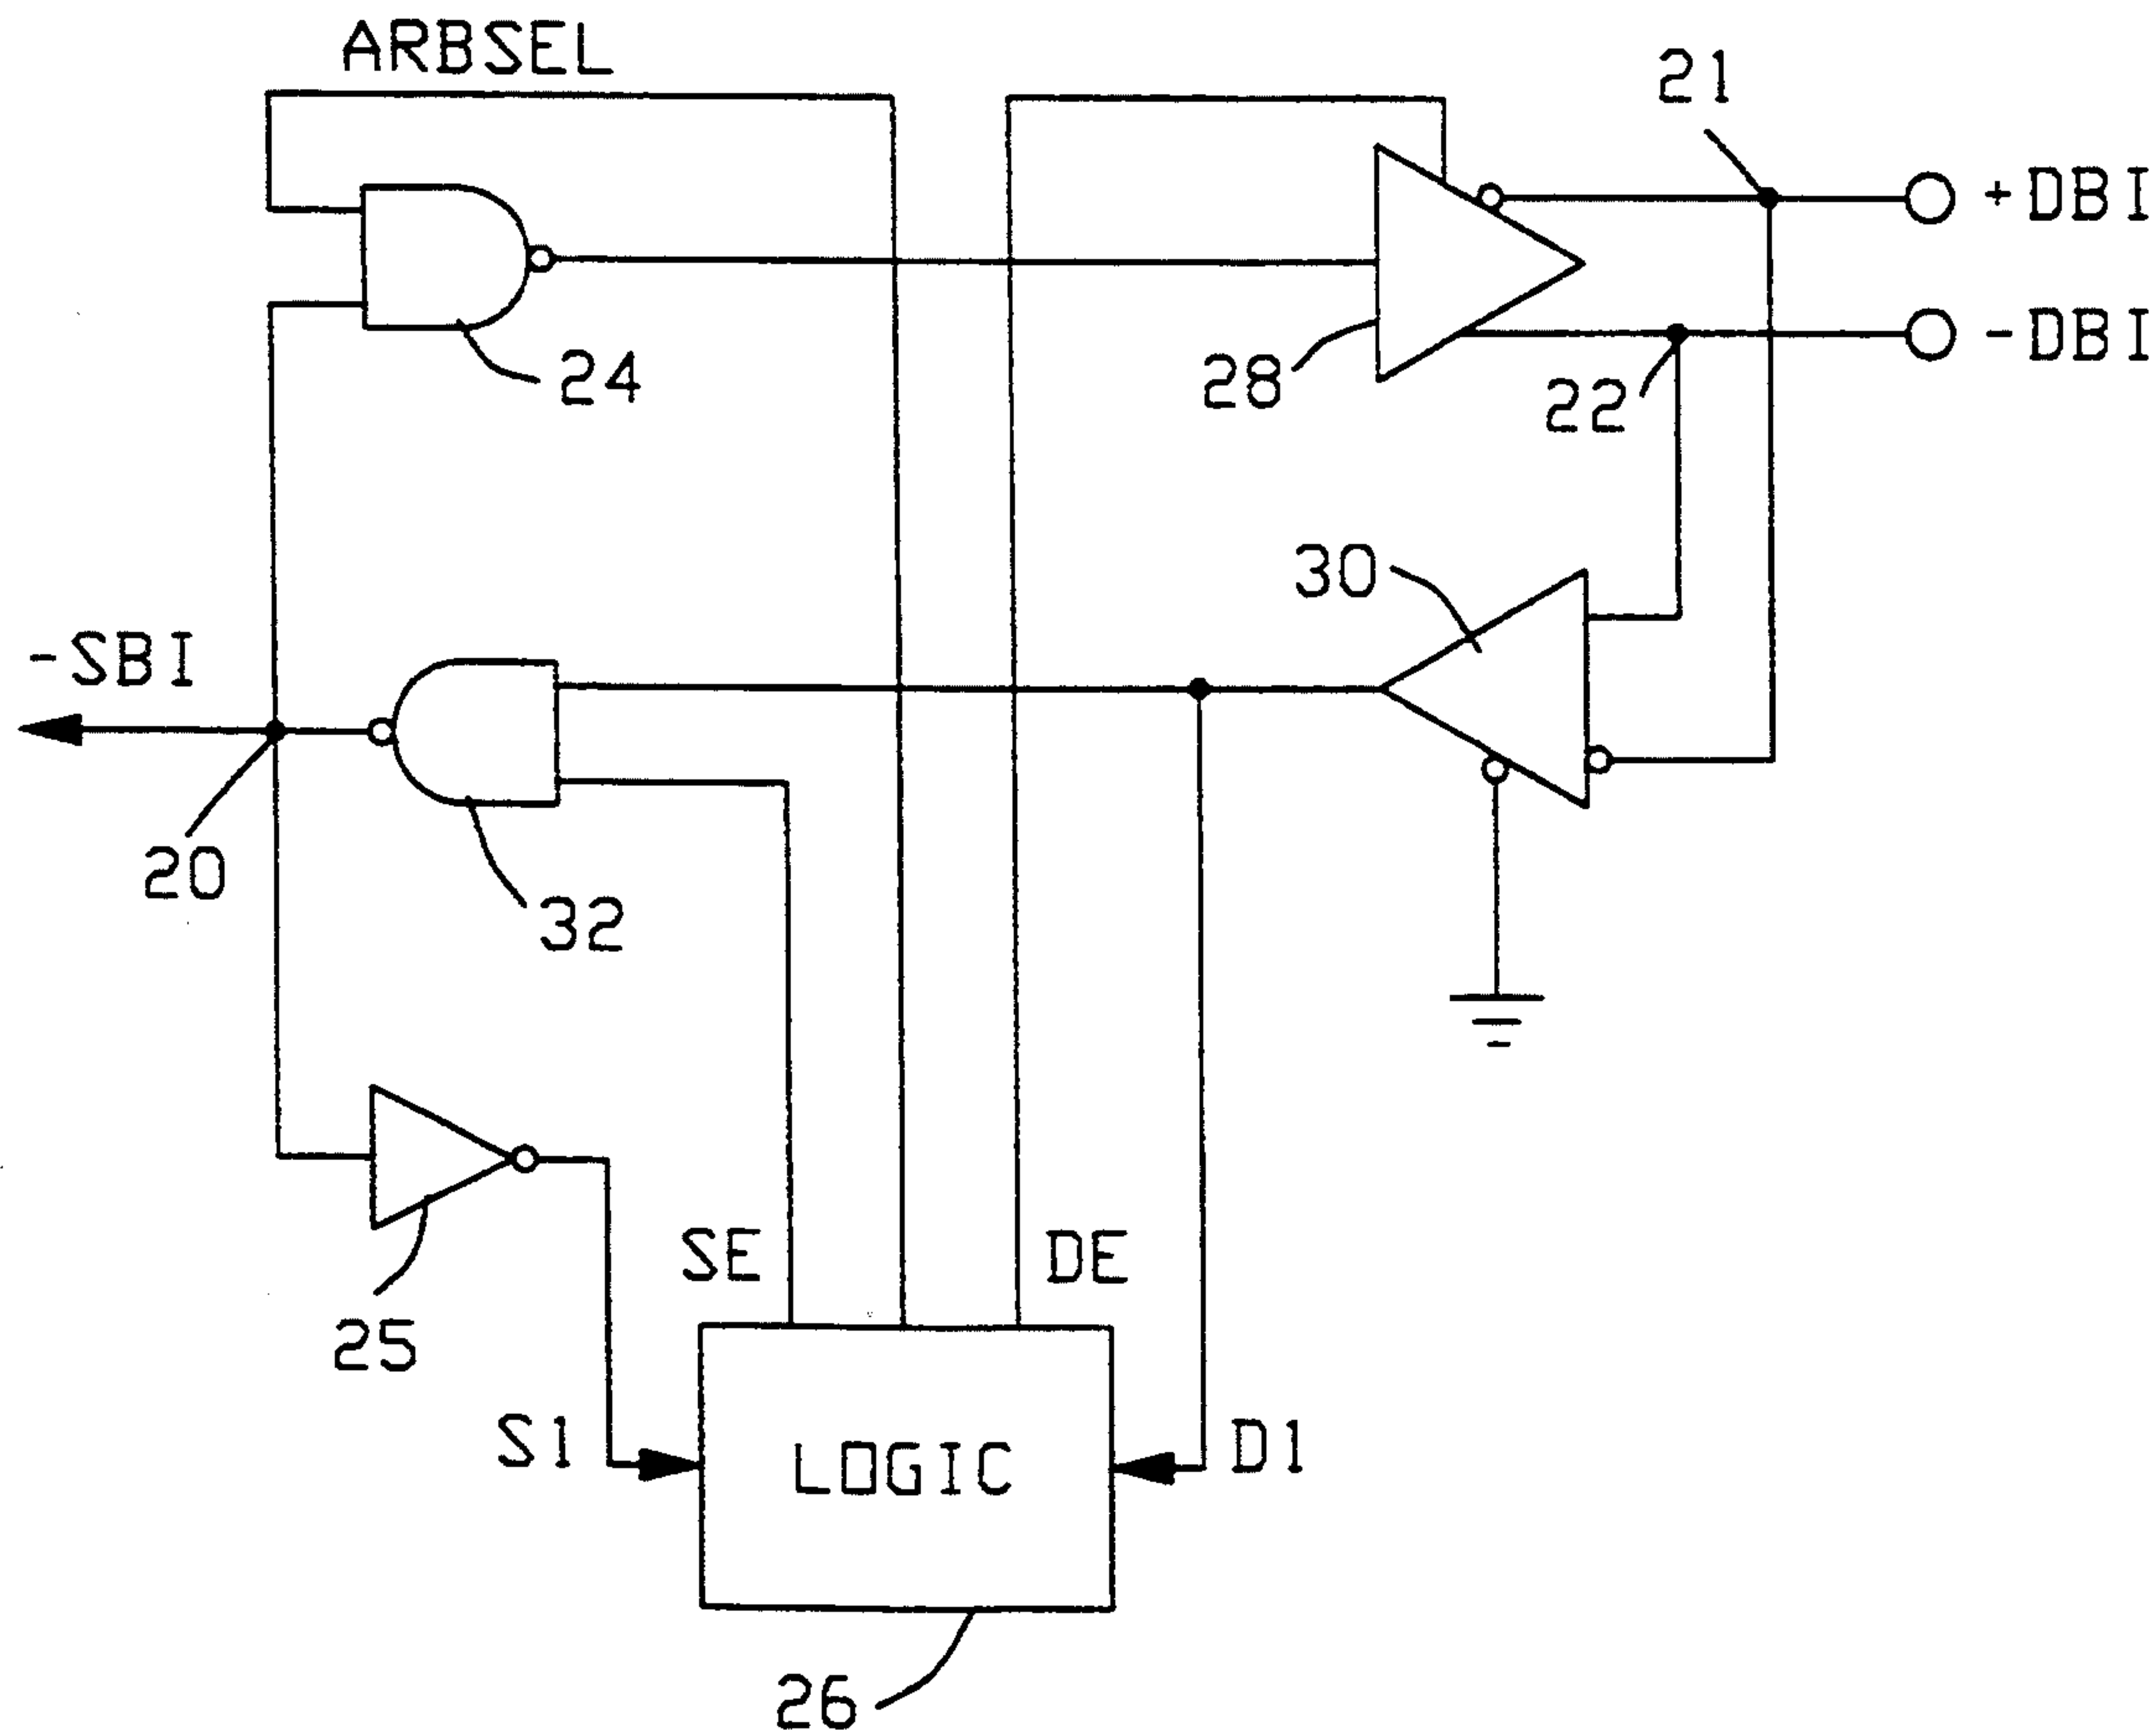 ARBSEL
21
+DBI
-DBI
24
28
22
30
-SBI
20
32
25
SE
DE
S1
LOGIC
D1
26